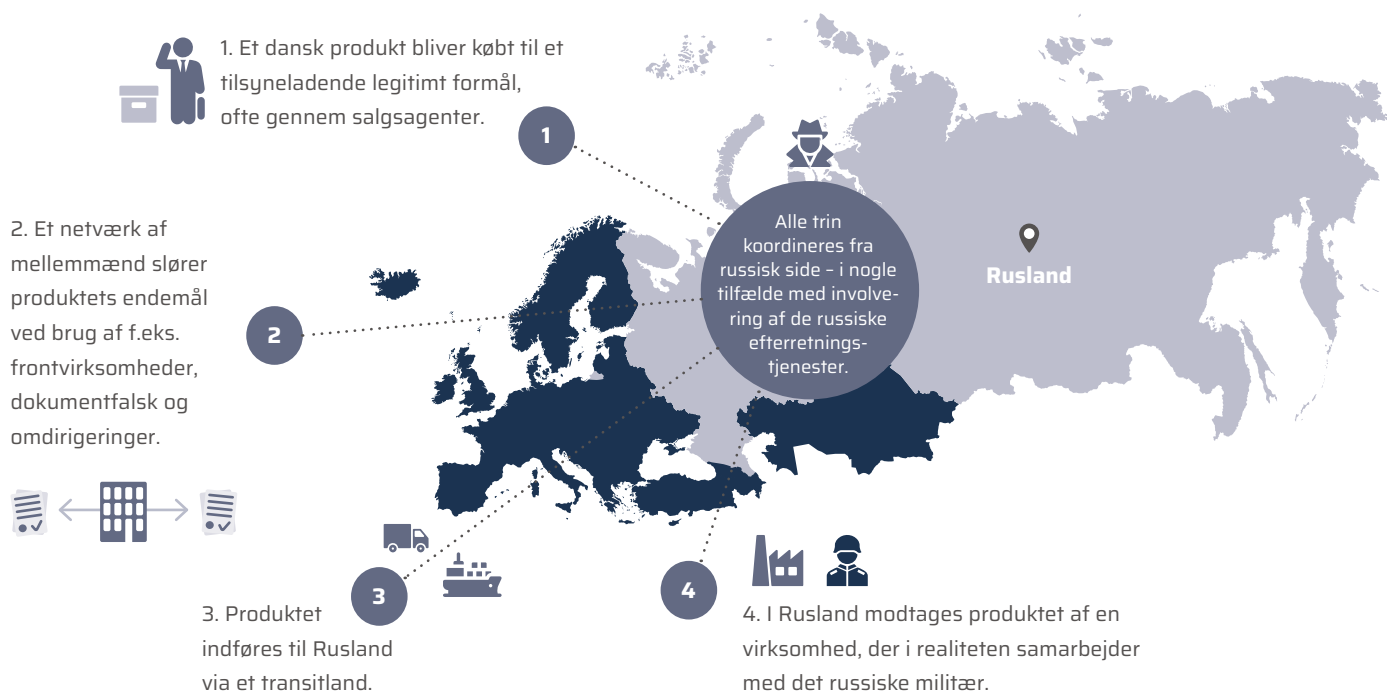 1. Et dansk produkt bliver købt til et
tilsyneladende legitimt formål,
ofte gennem salgsagenter.
1
2. Et netværk af
mellemmænd slører
produktets endemål
ved brug af f.eks.
frontvirksomheder,
dokumentfalsk og
omdirigeringer.
2
Alle trin
koordineres fra
russisk side – i nogle
tilfælde med involve-
ring af de russiske
efterretnings-
tjenester.
Rusland
3
3. Produktet
indføres til Rusland
via et transitland.
4
4. I Rusland modtages produktet af en
virksomhed, der i realiteten samarbejder
med det russiske militær.